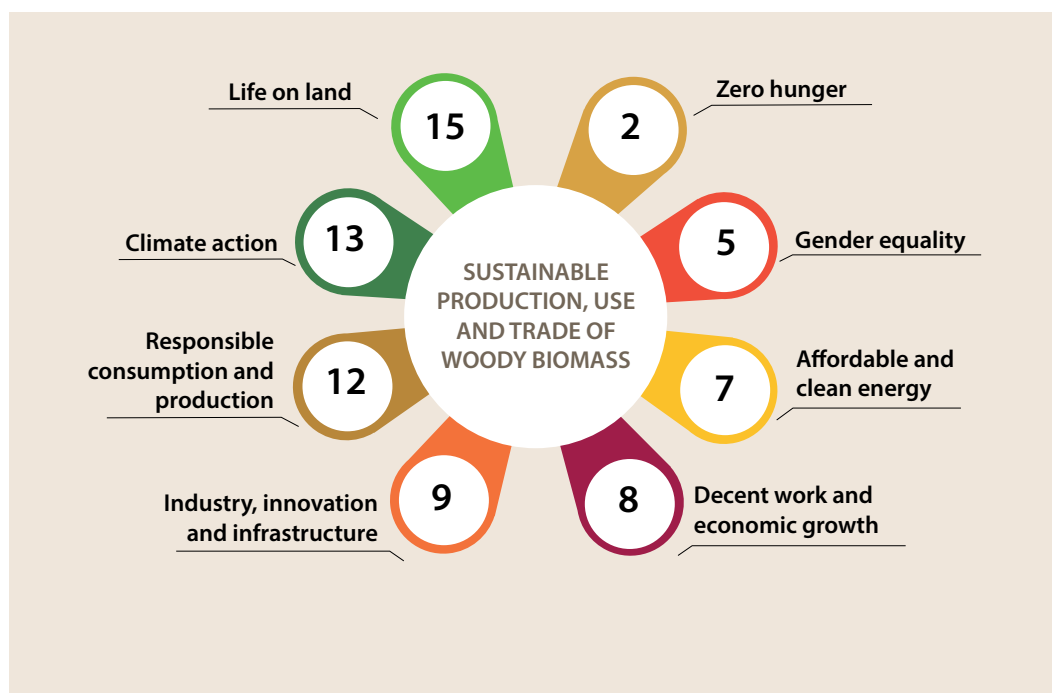 Life on land
15
2
Zero hunger
Climate action
13
5
Gender equality
SUSTAINABLE
PRODUCTION, USE
AND TRADE OF
WOODY BIOMASS
Responsible
consumption and
production
12
7
Affordable and
clean energy
Industry, innovation
and infrastructure
9
8
Decent work and
economic growth